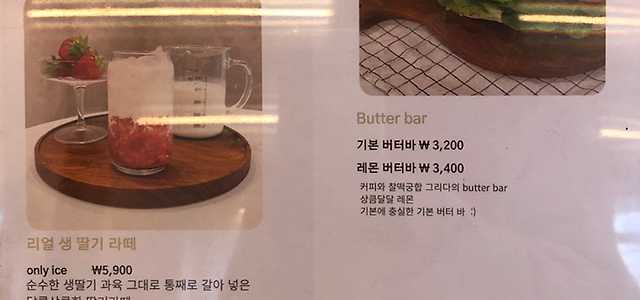 Butter bar
기본 버터바 ₩ 3,200
레몬 버터바 ₩ 3,400
커피와 찰떡궁합 그리다의 butter bar
상큼달달 레몬
기본에 충실한 기본 버터 바 :)
리얼 생 딸기 라떼
only ice ₩5,900
순수한 생딸기 과육 그대로 통째로 갈아 넣은